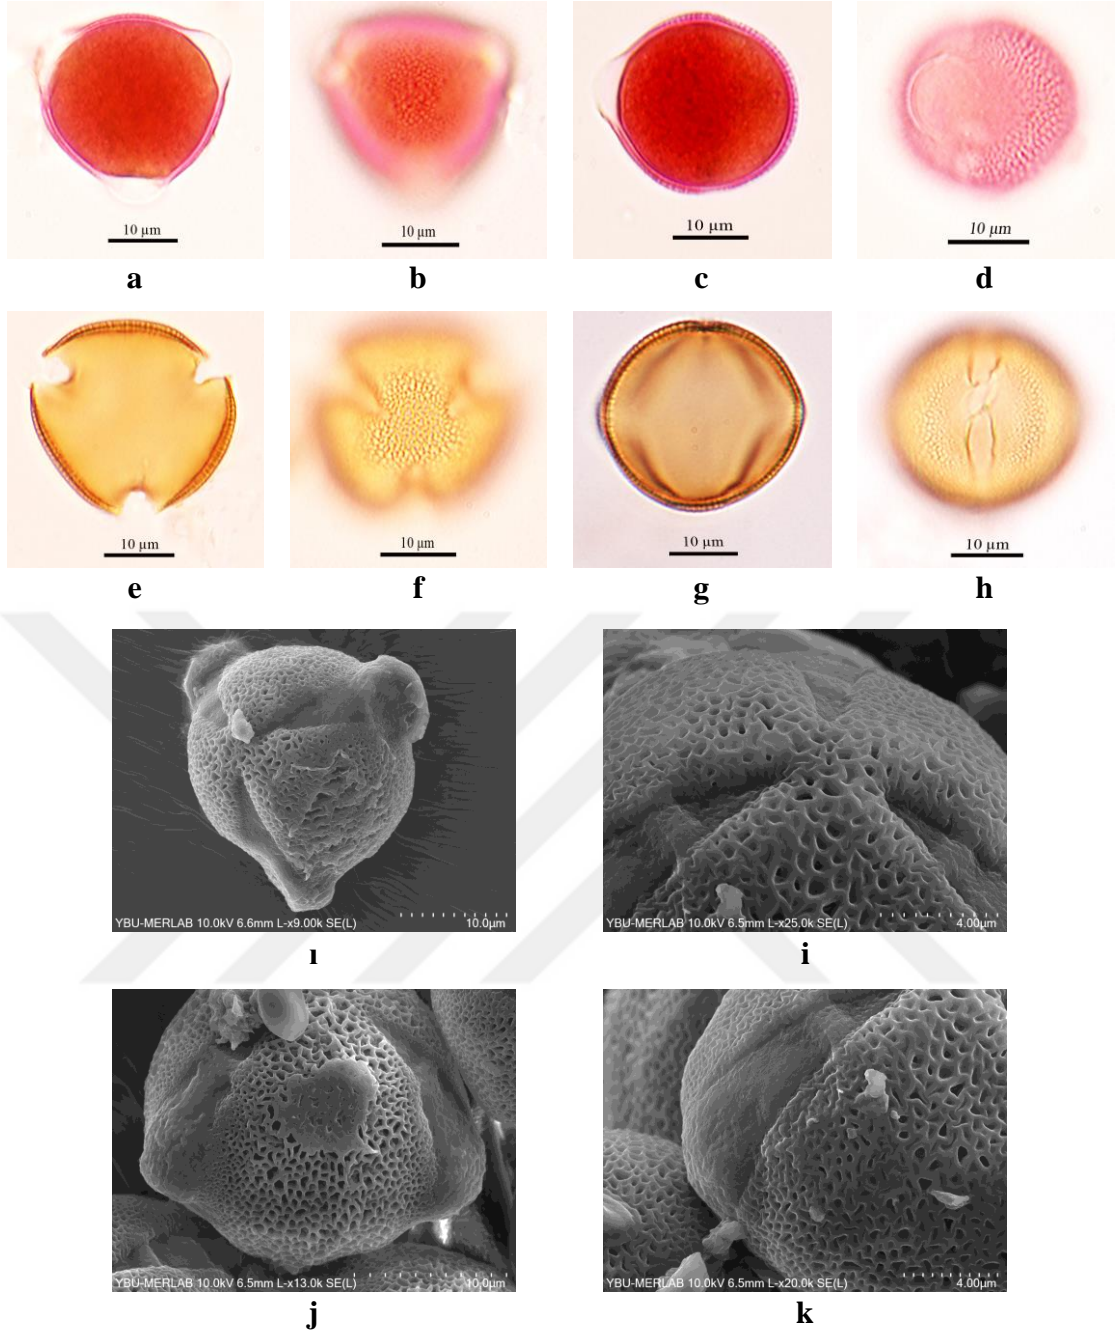 10 µm
10 µm
10 µm
10 µm
a
b
c
d
10 µm
10 µm
10 µm
10 µm
e
f
g
h
YBU-MERLAB 10.0kV 6.6mm L-x9.00k SE(L)
10.0µm
YBU-MERLAB 10.0kV 6.5mm L-x25.0k SE(L)
4.00µm
ı
i
YBU-MERLAB 10.0kV 6.5mm L-x13.0k SE(L)
10.0µm
YBU-MERLAB 10.0kV 6.5mm L-x20.0k SE(L)
4.00µm
j
k